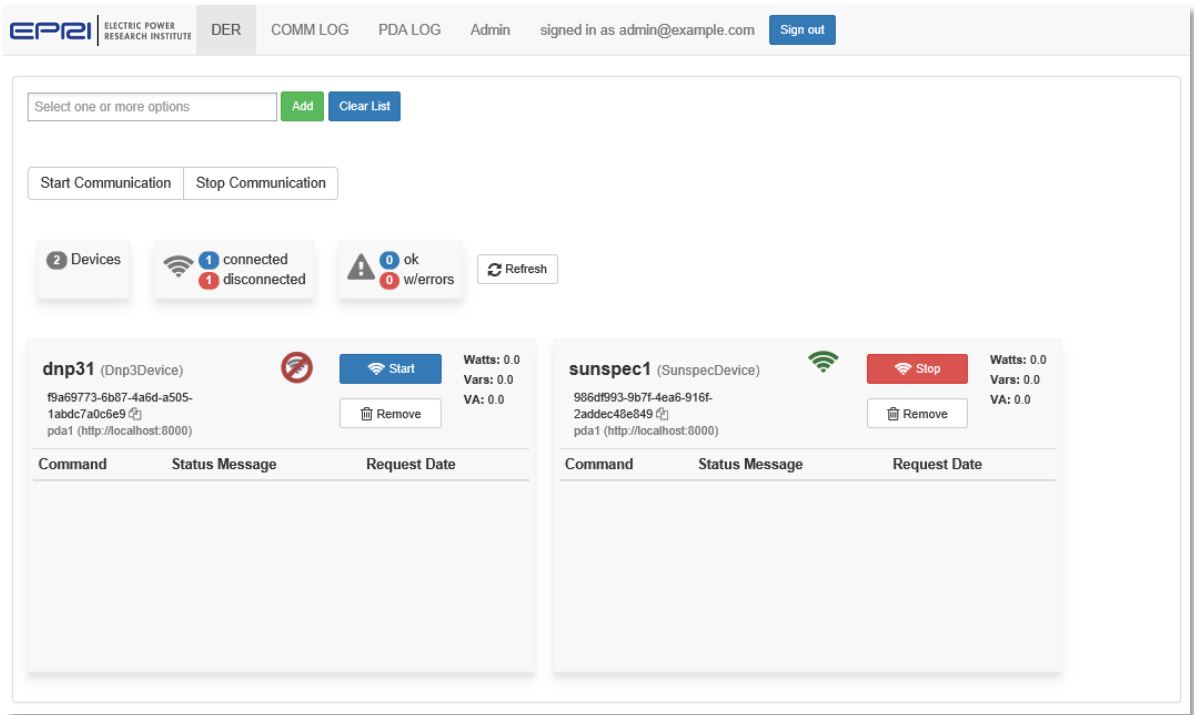 EPRI ELECTRIC POWER RESEARCH INSTITUTE DER COMM LOG PDA LOG Admin signed in as admin@example.com Sign out
Select one or more options Add Clear List
Start Communication Stop Communication
2 Devices
1 connected
1 disconnected
0 ok
0 w/errors
Refresh
dnp31 (Dnp3Device)
f9a69773-6b87-4a6d-a505-
1abdc7a0c6e9
pda1 (http://localhost:8000)
Start
Remove
Watts: 0.0
Vars: 0.0
VA: 0.0
Command Status Message Request Date
sunspec1 (SunspecDevice)
986df993-9b7f-4ea6-916f-
2addec48e849
pda1 (http://localhost:8000)
Stop
Remove
Watts: 0.0
Vars: 0.0
VA: 0.0
Command Status Message Request Date